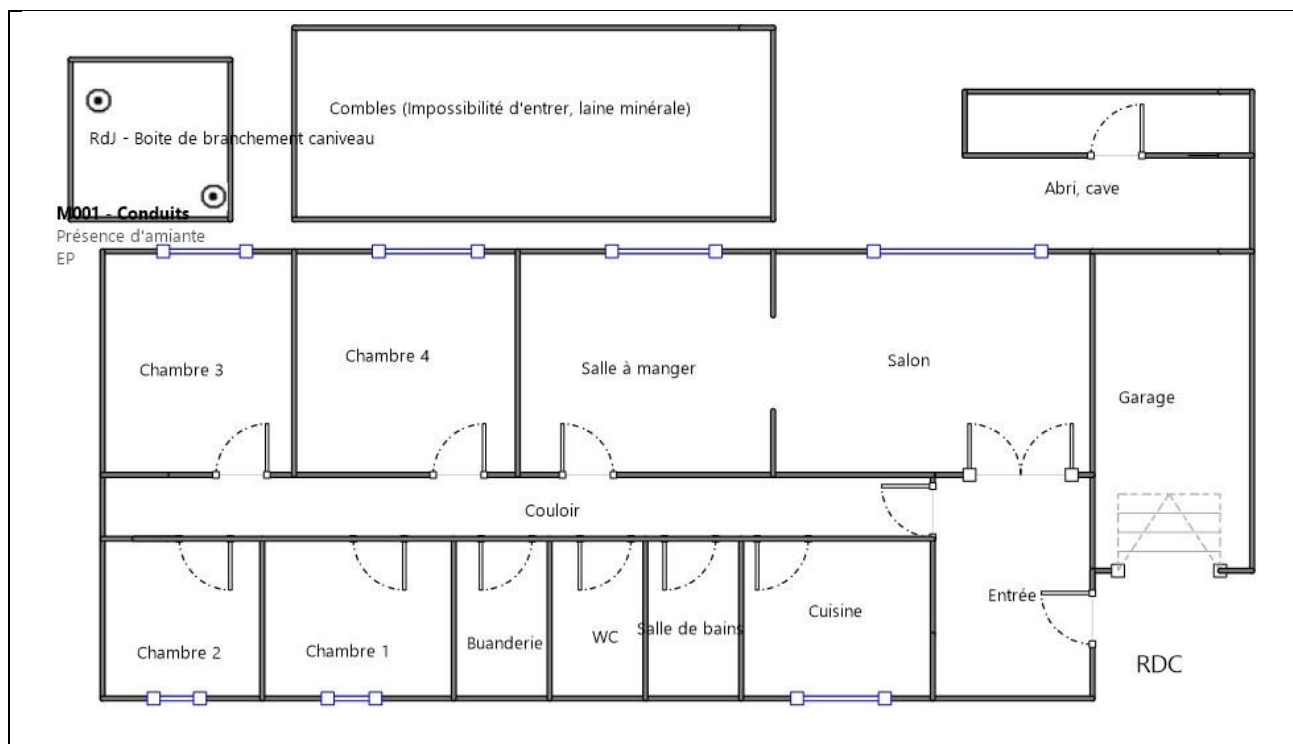 Combles (Impossibilité d'entrer, laine minérale)
RdJ - Boite de branchement caniveau
Abri, cave
M001 - Conduits
Présence d'amiante
EP
Chambre 3
Chambre 4
Salle à manger
Salon
Garage
Couloir
Entrée
Chambre 2
Chambre 1
Buanderie
WC
Salle de bains
Cuisine
RDC